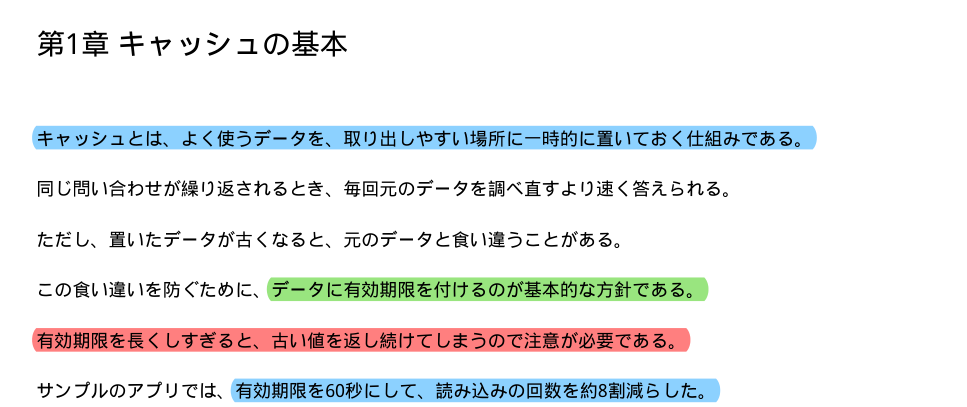 第1章 キャッシュの基本
キャッシュとは、よく使うデータを、取り出しやすい場所に一時的に置いておく仕組みである。
同じ問い合わせが繰り返されるとき、毎回元のデータを調べ直すより速く答えられる。
ただし、置いたデータが古くなると、元のデータと食い違うことがある。
この食い違いを防ぐために、データに有効期限を付けるのが基本的な方針である。
有効期限を長くしすぎると、古い値を返し続けてしまうので注意が必要である。
サンプルのアプリでは、有効期限を60秒にして、読み込みの回数を約8割減らした。